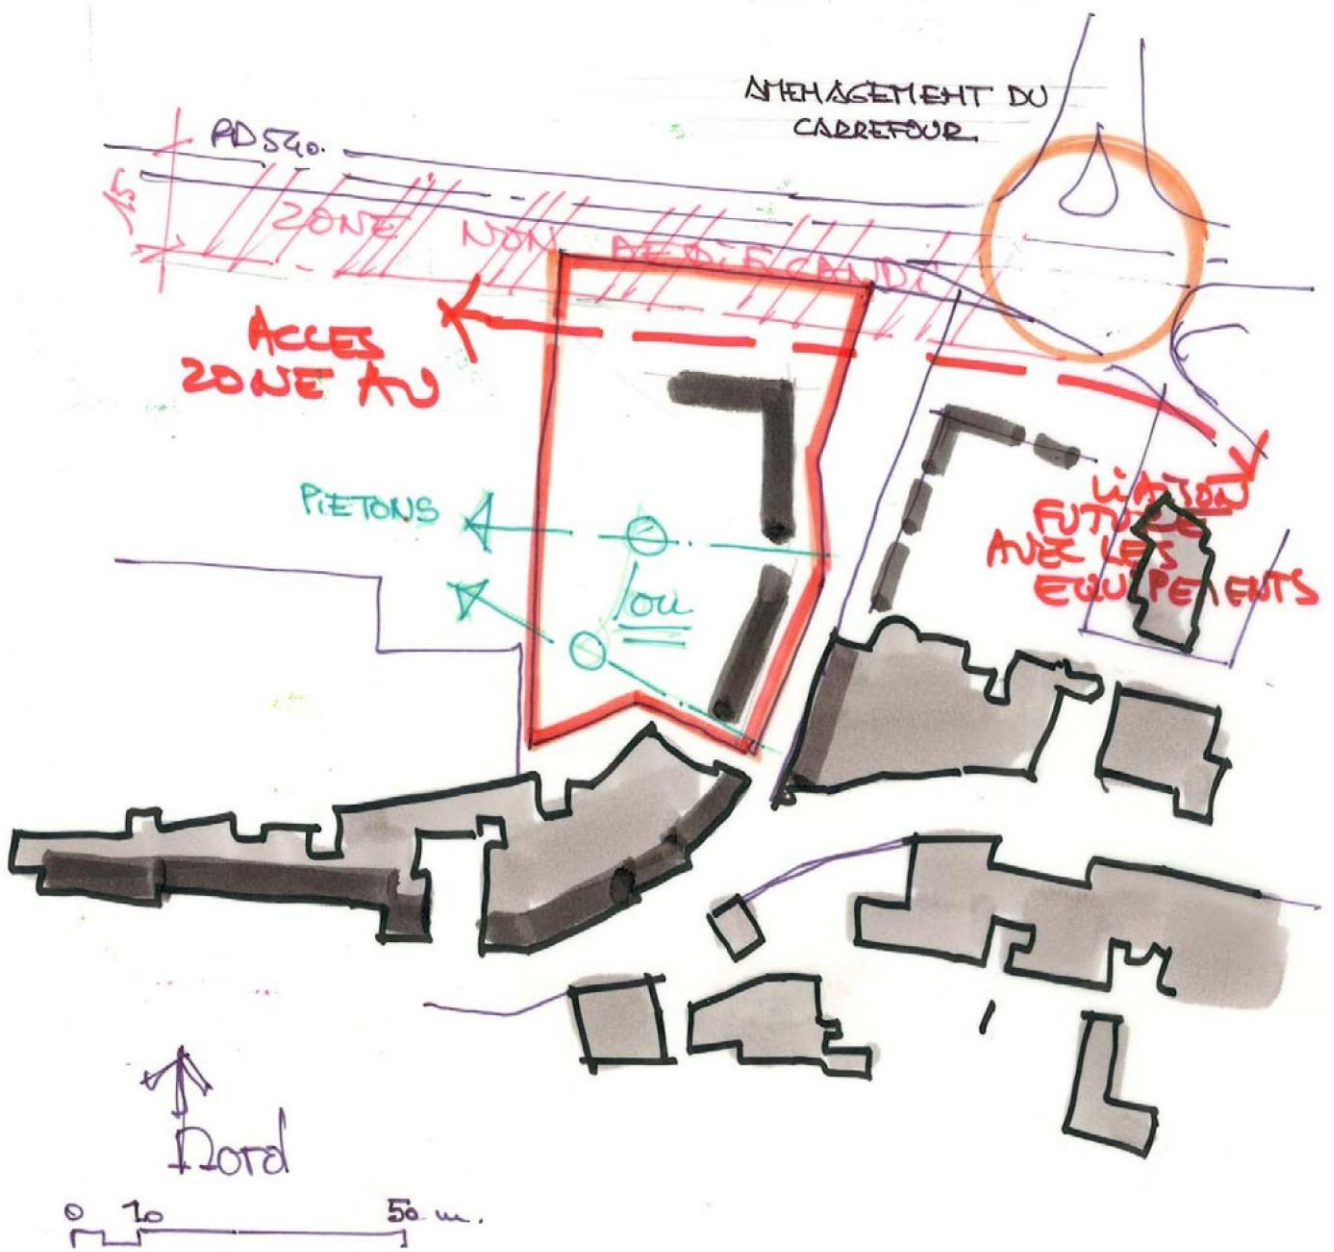 AMENAGEMENT DU
CARREFOUR
RD540.
15
ZONE NON AEDIFICANDI
ACCES
ZONE AU
PIETONS
/ou
LIAISON
FUTURE
AVEC LES
EQUIPEMENTS
Nord
0 10 50 m.